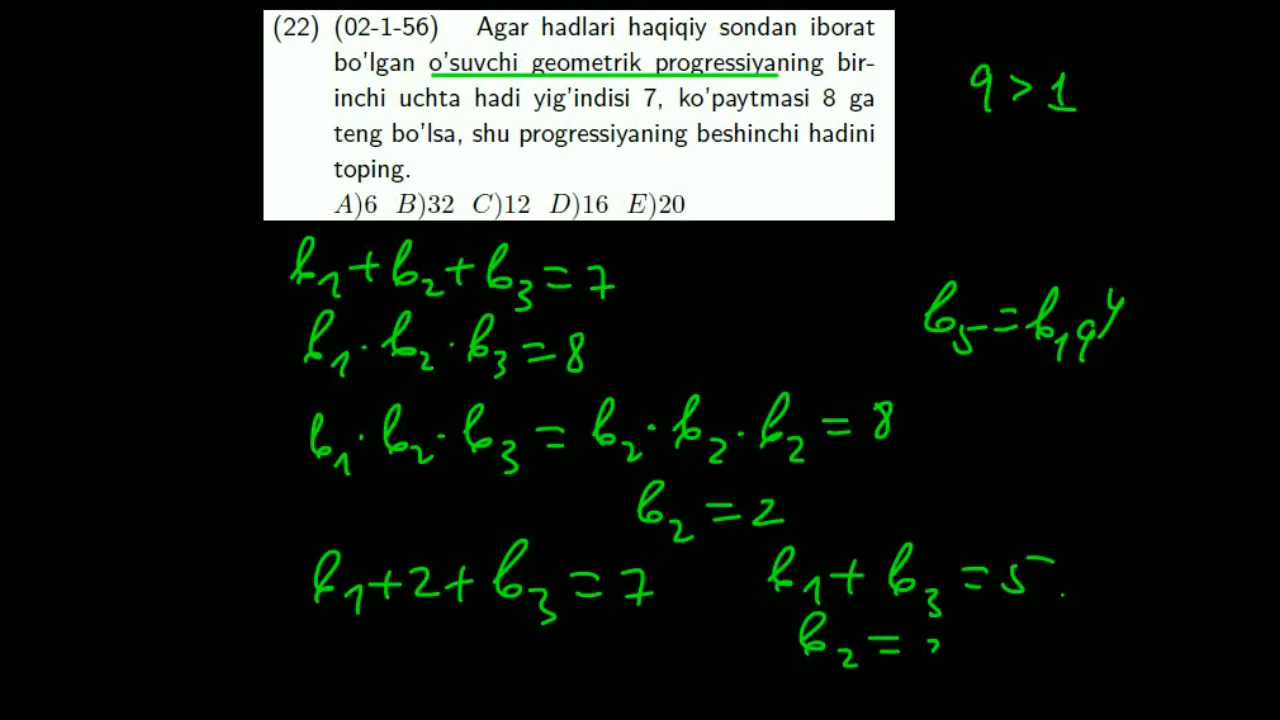 (22) (02-1-56) Agar hadlari haqiqiy sondan iborat
bo'lgan o'suvchi geometrik progressiyaning bir-
inchi uchta hadi yig'indisi 7, ko'paytmasi 8 ga
teng bo'lsa, shu progressiyaning beshinchi hadini
toping.
A)6 B)32 C)12 D)16 E)20
q > 1
b₁ + b₂ + b₃ = 7
b₁ · b₂ · b₃ = 8
b₅ = b₁q⁴
b₁ · b₂ · b₃ = b₂ · b₂ · b₂ = 8
b₂ = 2
b₁ + 2 + b₃ = 7
b₁ + b₃ = 5.
b₂ =